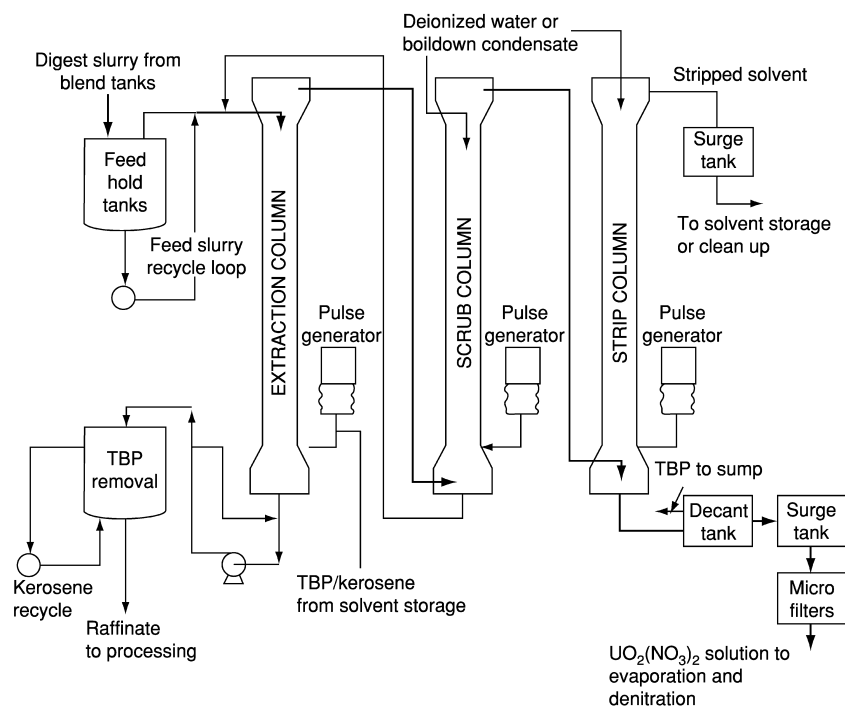 Deionized water or
boildown condensate
Digest slurry from
blend tanks
Stripped solvent
Feed
hold
tanks
Surge
tank
Feed slurry
recycle loop
To solvent storage
or clean up
EXTRACTION COLUMN
SCRUB COLUMN
STRIP COLUMN
Pulse
generator
Pulse
generator
Pulse
generator
TBP
removal
TBP to sump
Decant
tank
Surge
tank
Kerosene
recycle
TBP/kerosene
from solvent storage
Micro
filters
Raffinate
to processing
UO2(NO3)2 solution to
evaporation and
denitration